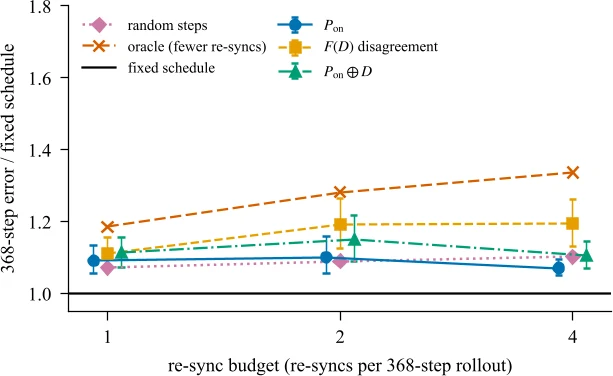 1.8
1.6
1.4
1.2
1.0
368-step error / fixed schedule
random steps
oracle (fewer re-syncs)
fixed schedule
Pon
F(D) disagreement
Pon ⊕ D
1 2 4
re-sync budget (re-syncs per 368-step rollout)